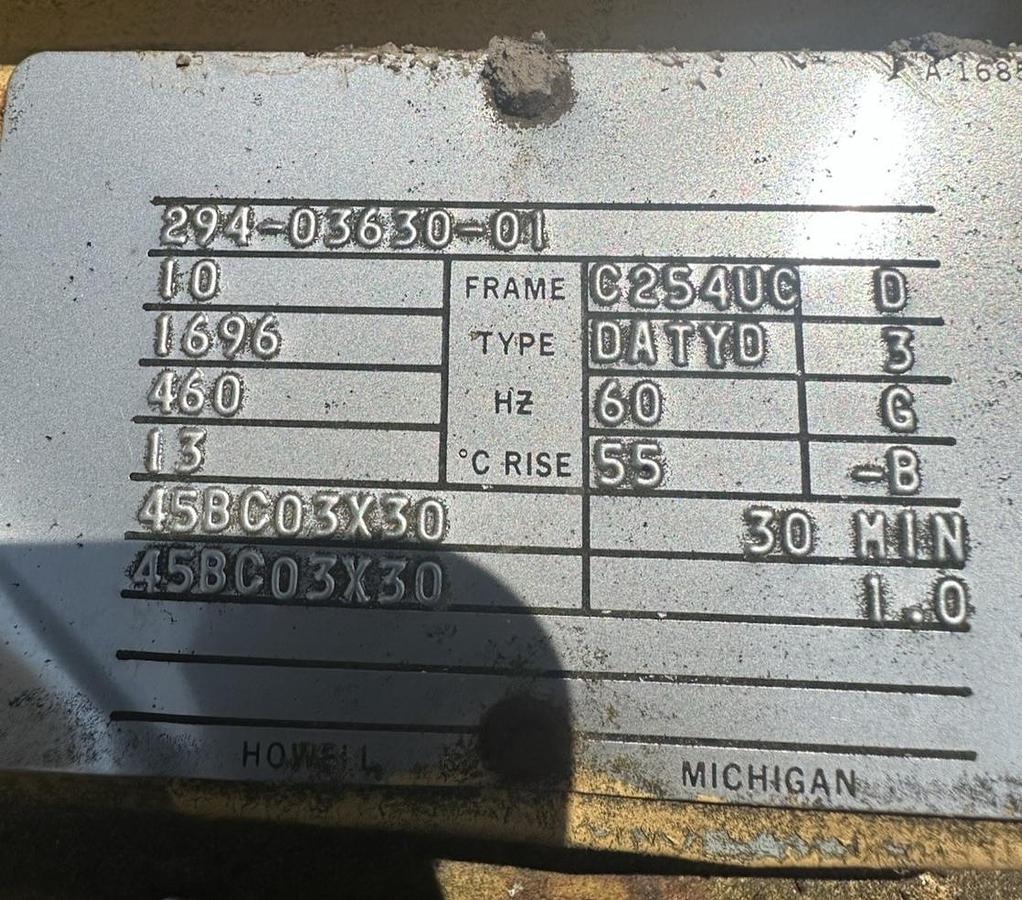 A-168
294-03630-01
10 FRAME C254UC D
1696 TYPE DATYD 3
460 HZ 60 G
13 °C RISE 55 -B
45BC03X30 30 MIN
45BC03X30 1.0
HOWELL MICHIGAN